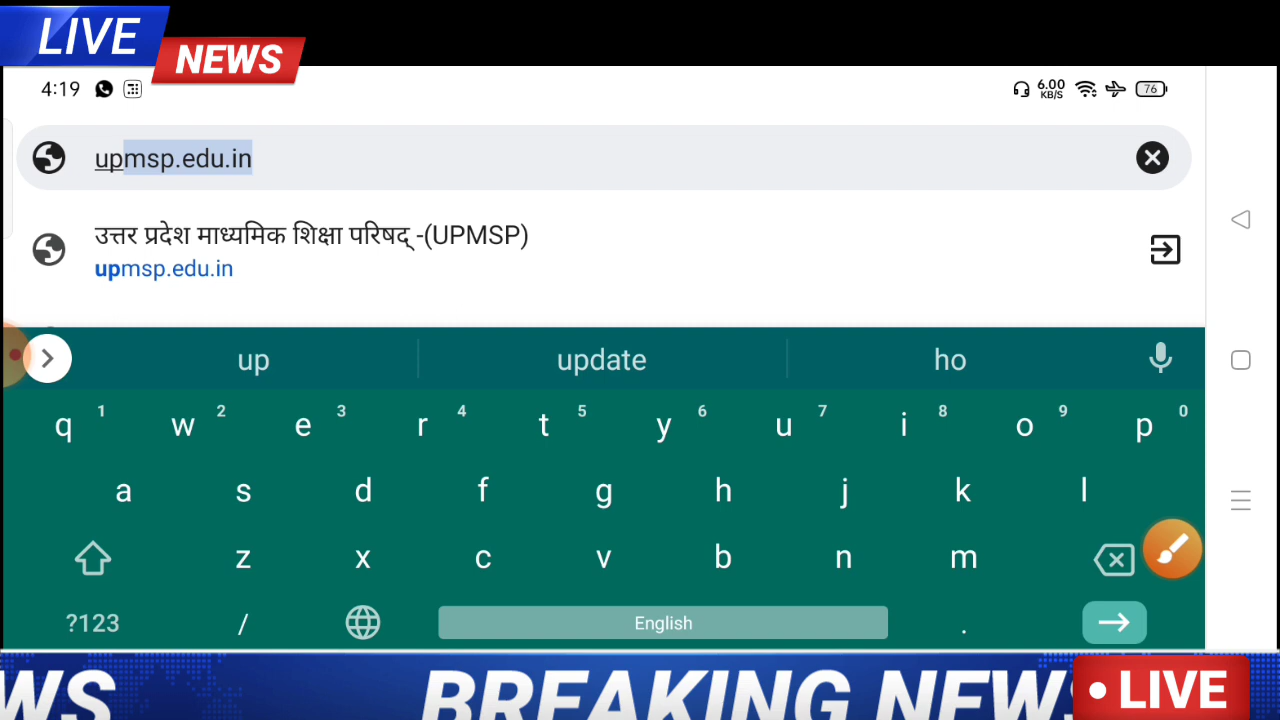 LIVE
NEWS
4:19
6.00
KB/S
76
upmsp.edu.in
उत्तर प्रदेश माध्यमिक शिक्षा परिषद् -(UPMSP)
upmsp.edu.in
up update ho
q 1 w 2 e 3 r 4 t 5 y 6 u 7 i 8 o 9 p 0
a s d f g h j k l
z x c v b n m
?123 / English .
WS BREAKING NEWS LIVE